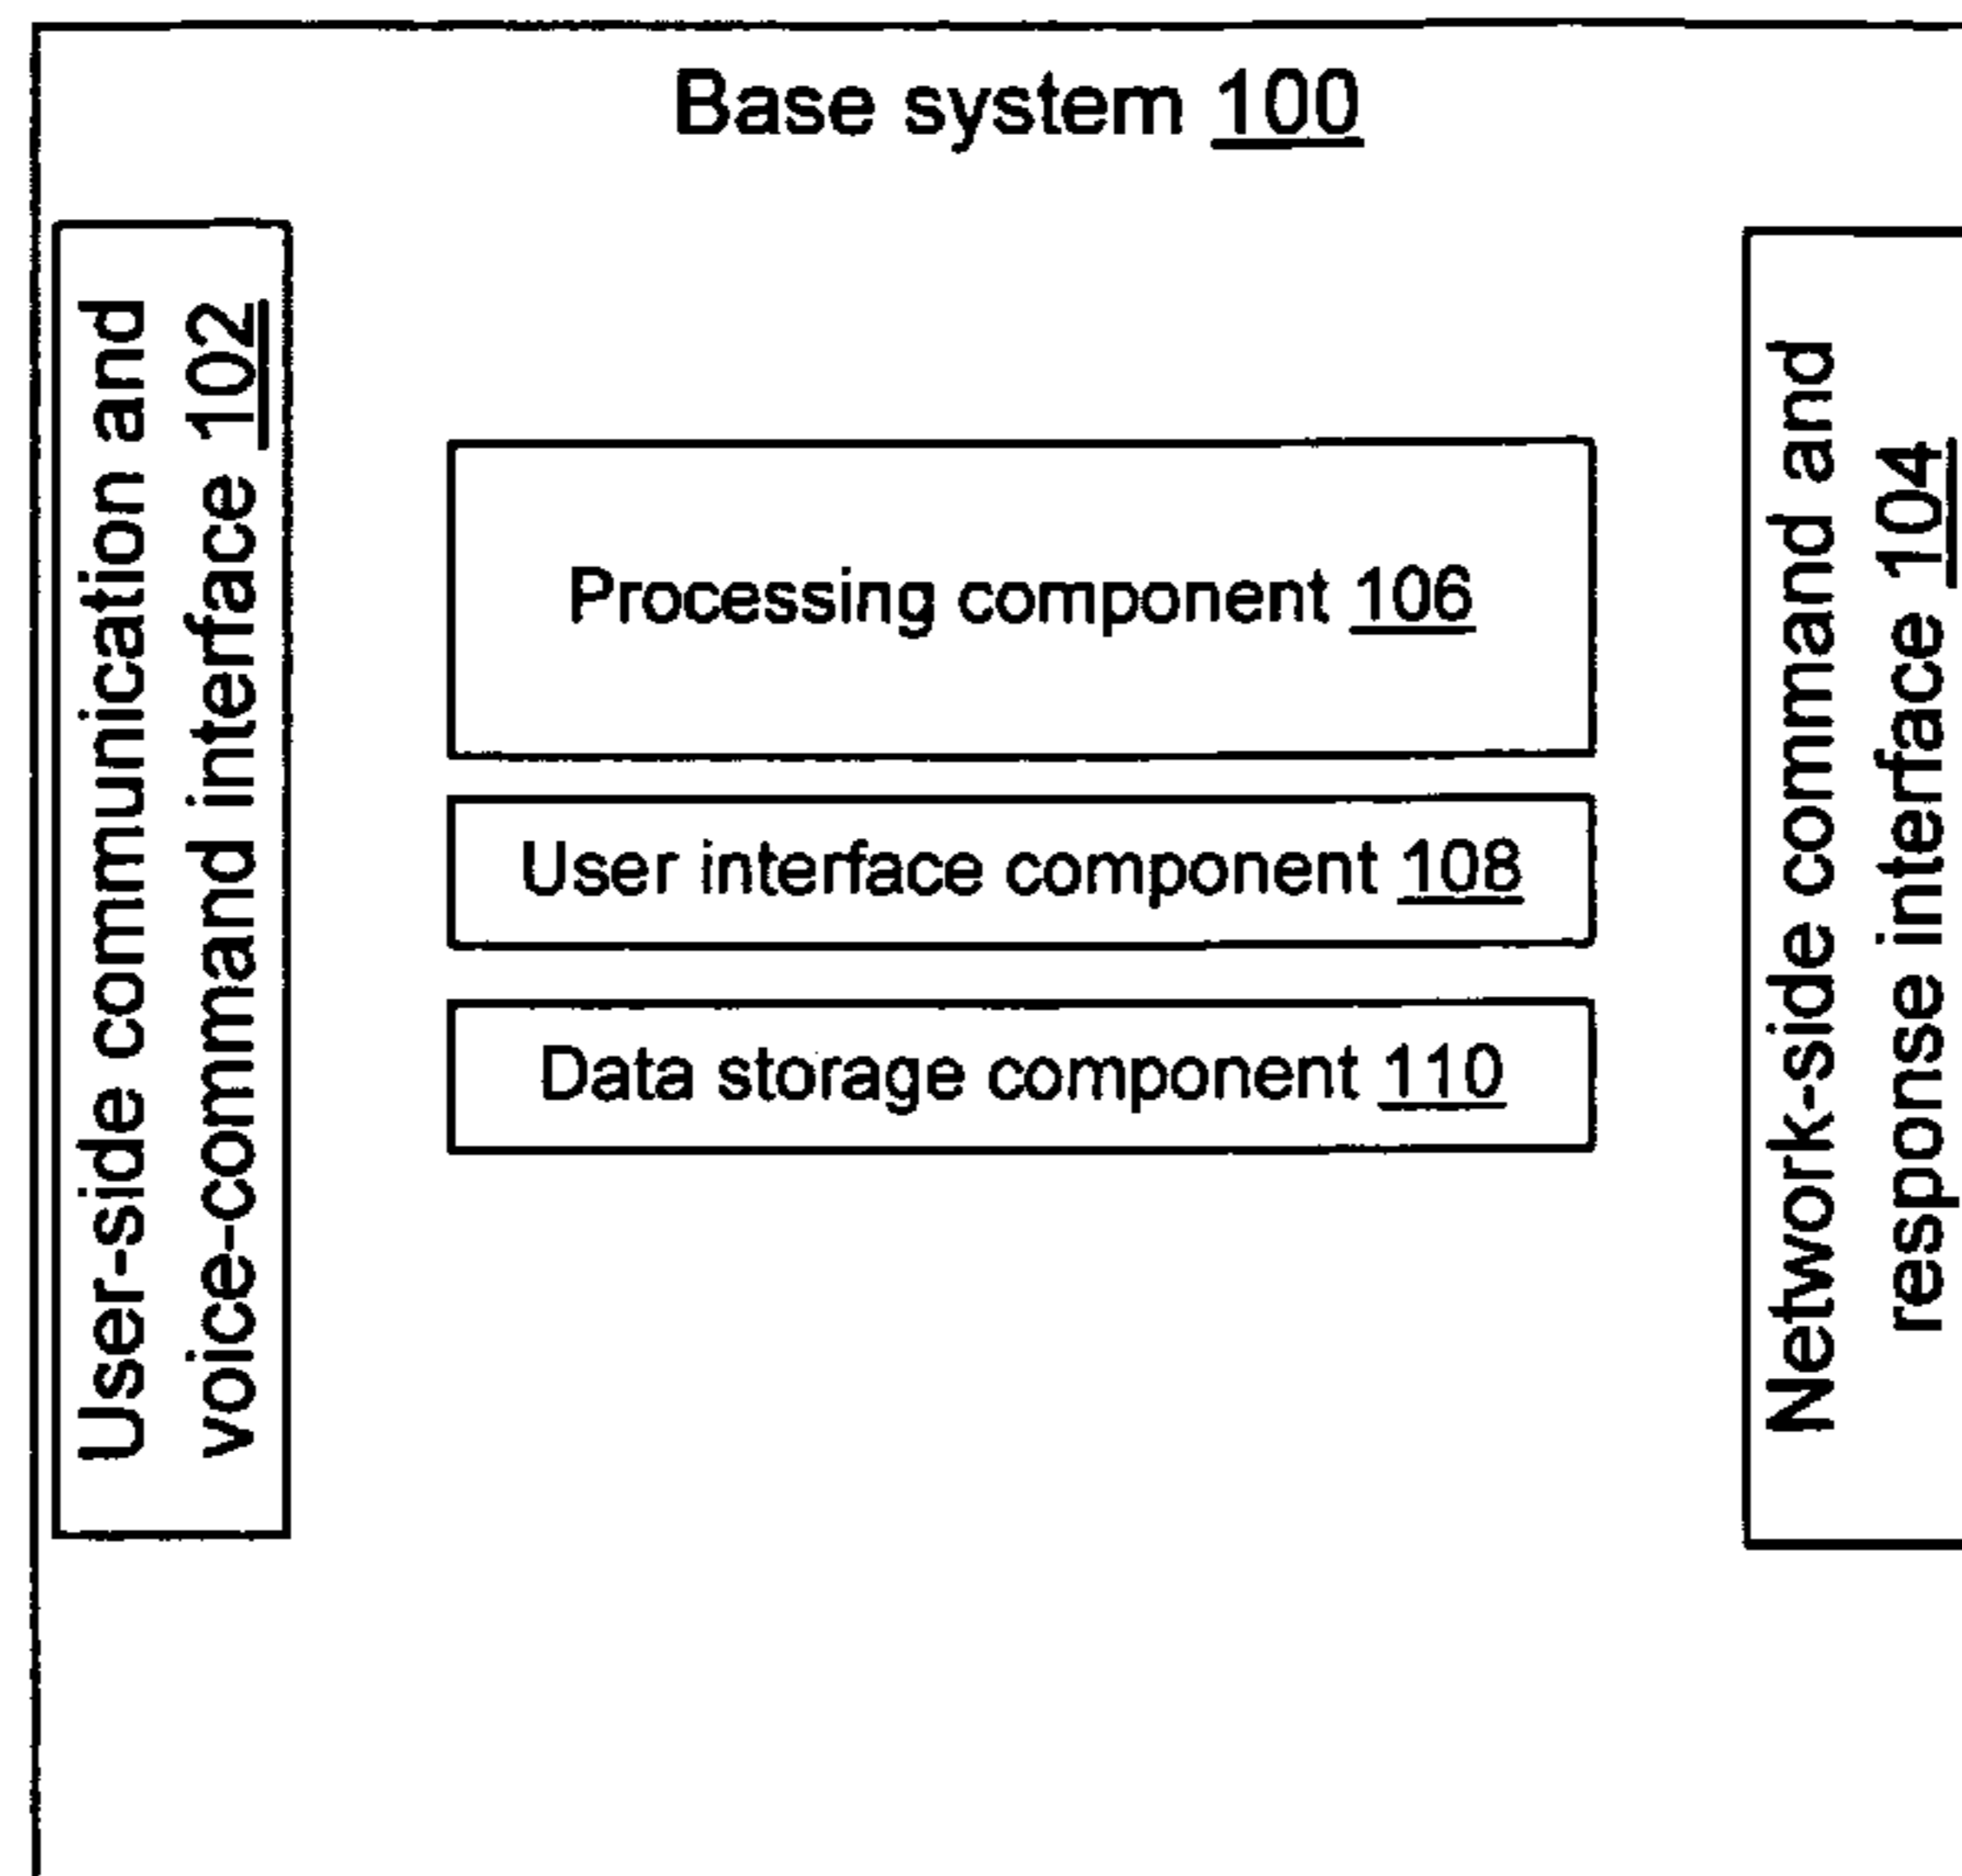 Base system 100
User-side communication and
voice-command interface 102
Processing component 106
User interface component 108
Data storage component 110
Network-side command and
response interface 104